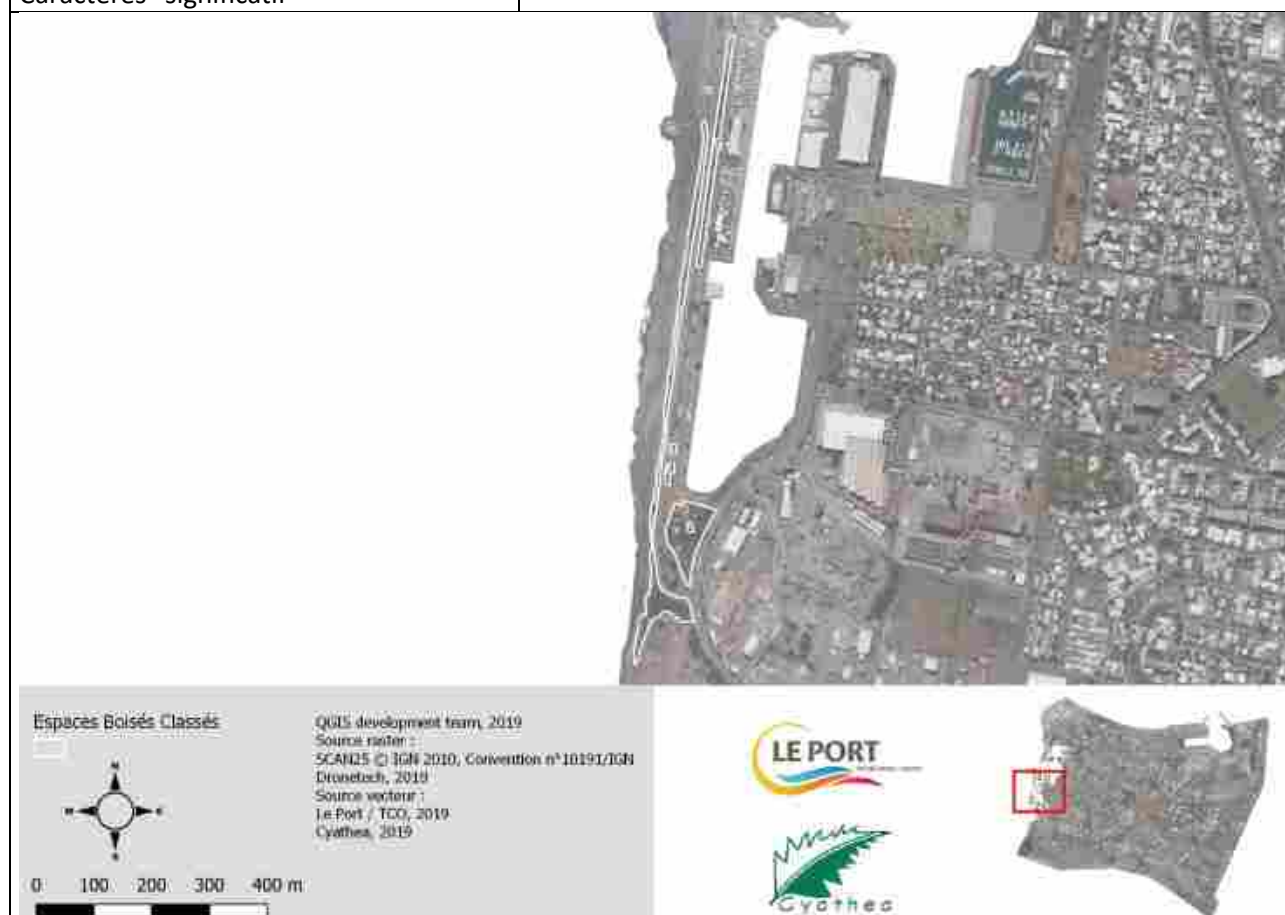 Caractères significatif
Espaces Boisés Classés
QGIS development team, 2019
Source raster :
SCAN25 © IGN 2010, Convention n°10191/IGN
Dronetech, 2019
Source vecteur :
Le Port / TCO, 2019
Cyathea, 2019
N
S
0 100 200 300 400 m
LE PORT
Cyathea